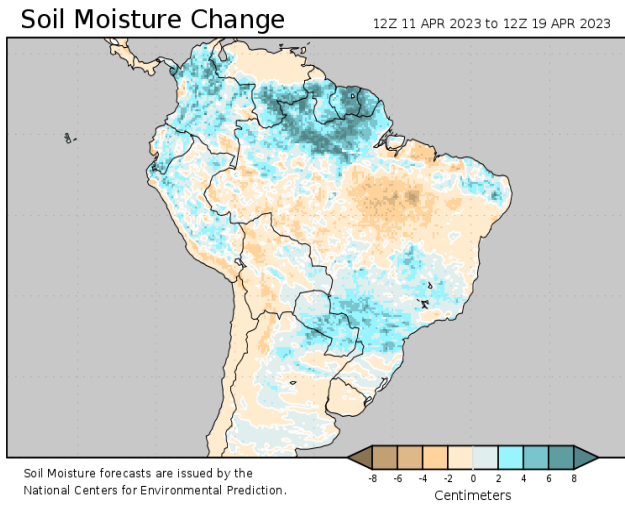 Soil Moisture Change
12Z 11 APR 2023 to 12Z 19 APR 2023
-8 -6 -4 -2 0 2 4 6 8
Centimeters
Soil Moisture forecasts are issued by the
National Centers for Environmental Prediction.